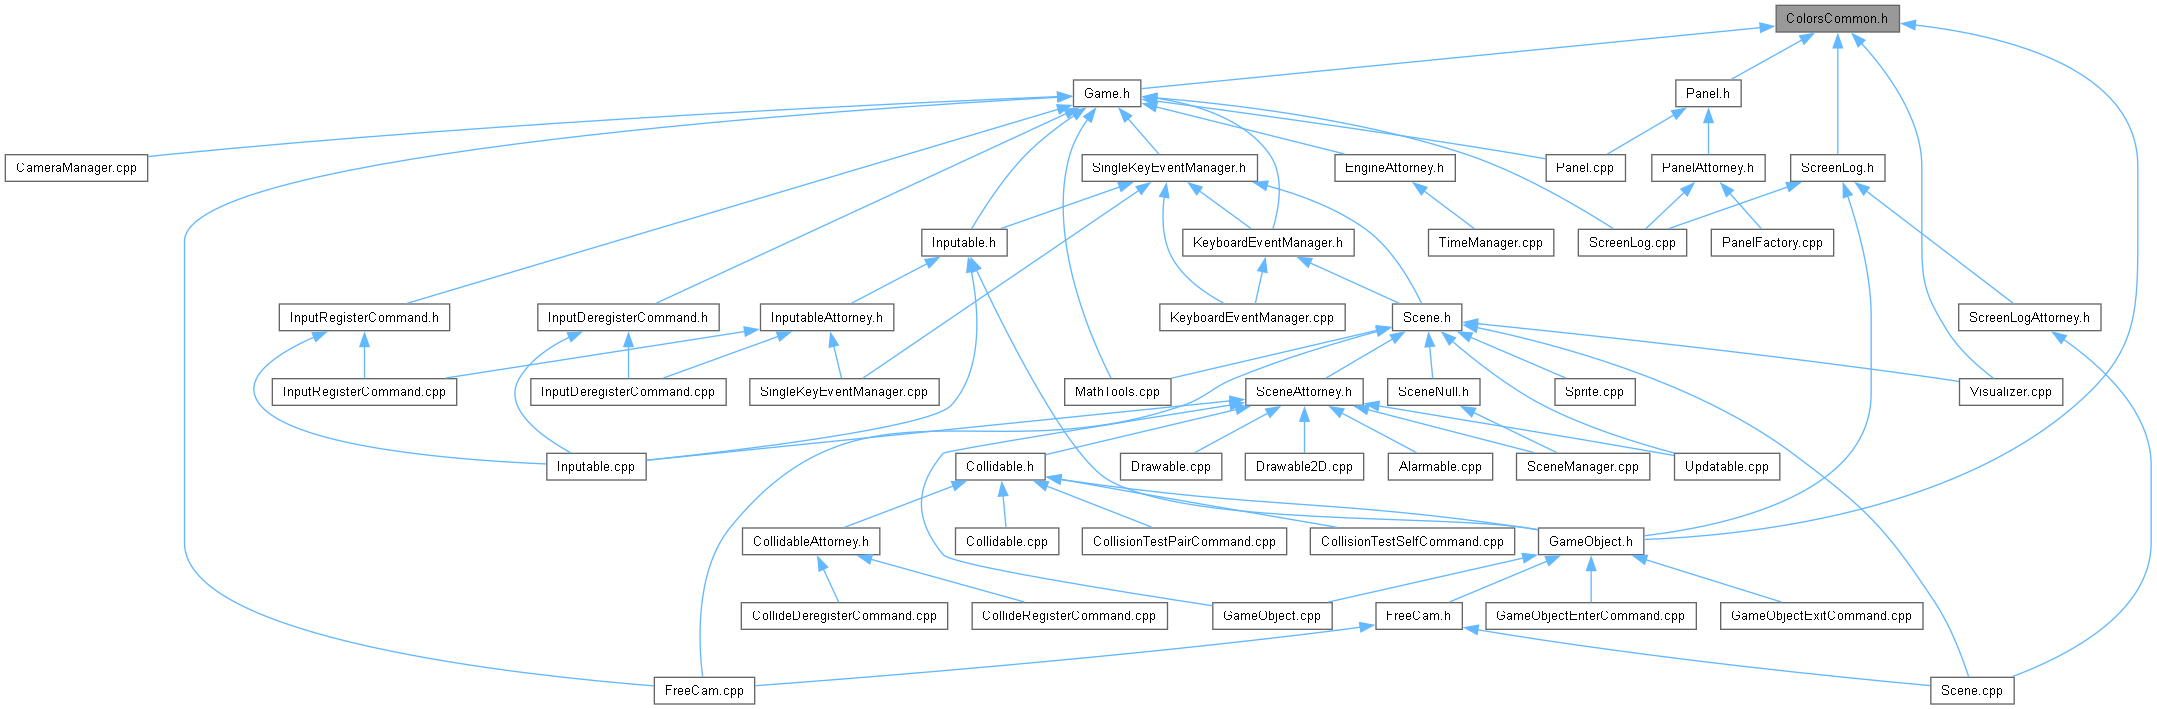 ColorsCommon.h
Game.h
Panel.h
CameraManager.cpp
SingleKeyEventManager.h
EngineAttorney.h
Panel.cpp
PanelAttorney.h
ScreenLog.h
Inputable.h
KeyboardEventManager.h
TimeManager.cpp
ScreenLog.cpp
PanelFactory.cpp
InputRegisterCommand.h
InputDeregisterCommand.h
InputableAttorney.h
KeyboardEventManager.cpp
Scene.h
ScreenLogAttorney.h
InputRegisterCommand.cpp
InputDeregisterCommand.cpp
SingleKeyEventManager.cpp
MathTools.cpp
SceneAttorney.h
SceneNull.h
Sprite.cpp
Visualizer.cpp
Inputable.cpp
Collidable.h
Drawable.cpp
Drawable2D.cpp
Alarmable.cpp
SceneManager.cpp
Updatable.cpp
CollidableAttorney.h
Collidable.cpp
CollisionTestPairCommand.cpp
CollisionTestSelfCommand.cpp
GameObject.h
CollideDeregisterCommand.cpp
CollideRegisterCommand.cpp
GameObject.cpp
FreeCam.h
GameObjectEnterCommand.cpp
GameObjectExitCommand.cpp
FreeCam.cpp
Scene.cpp